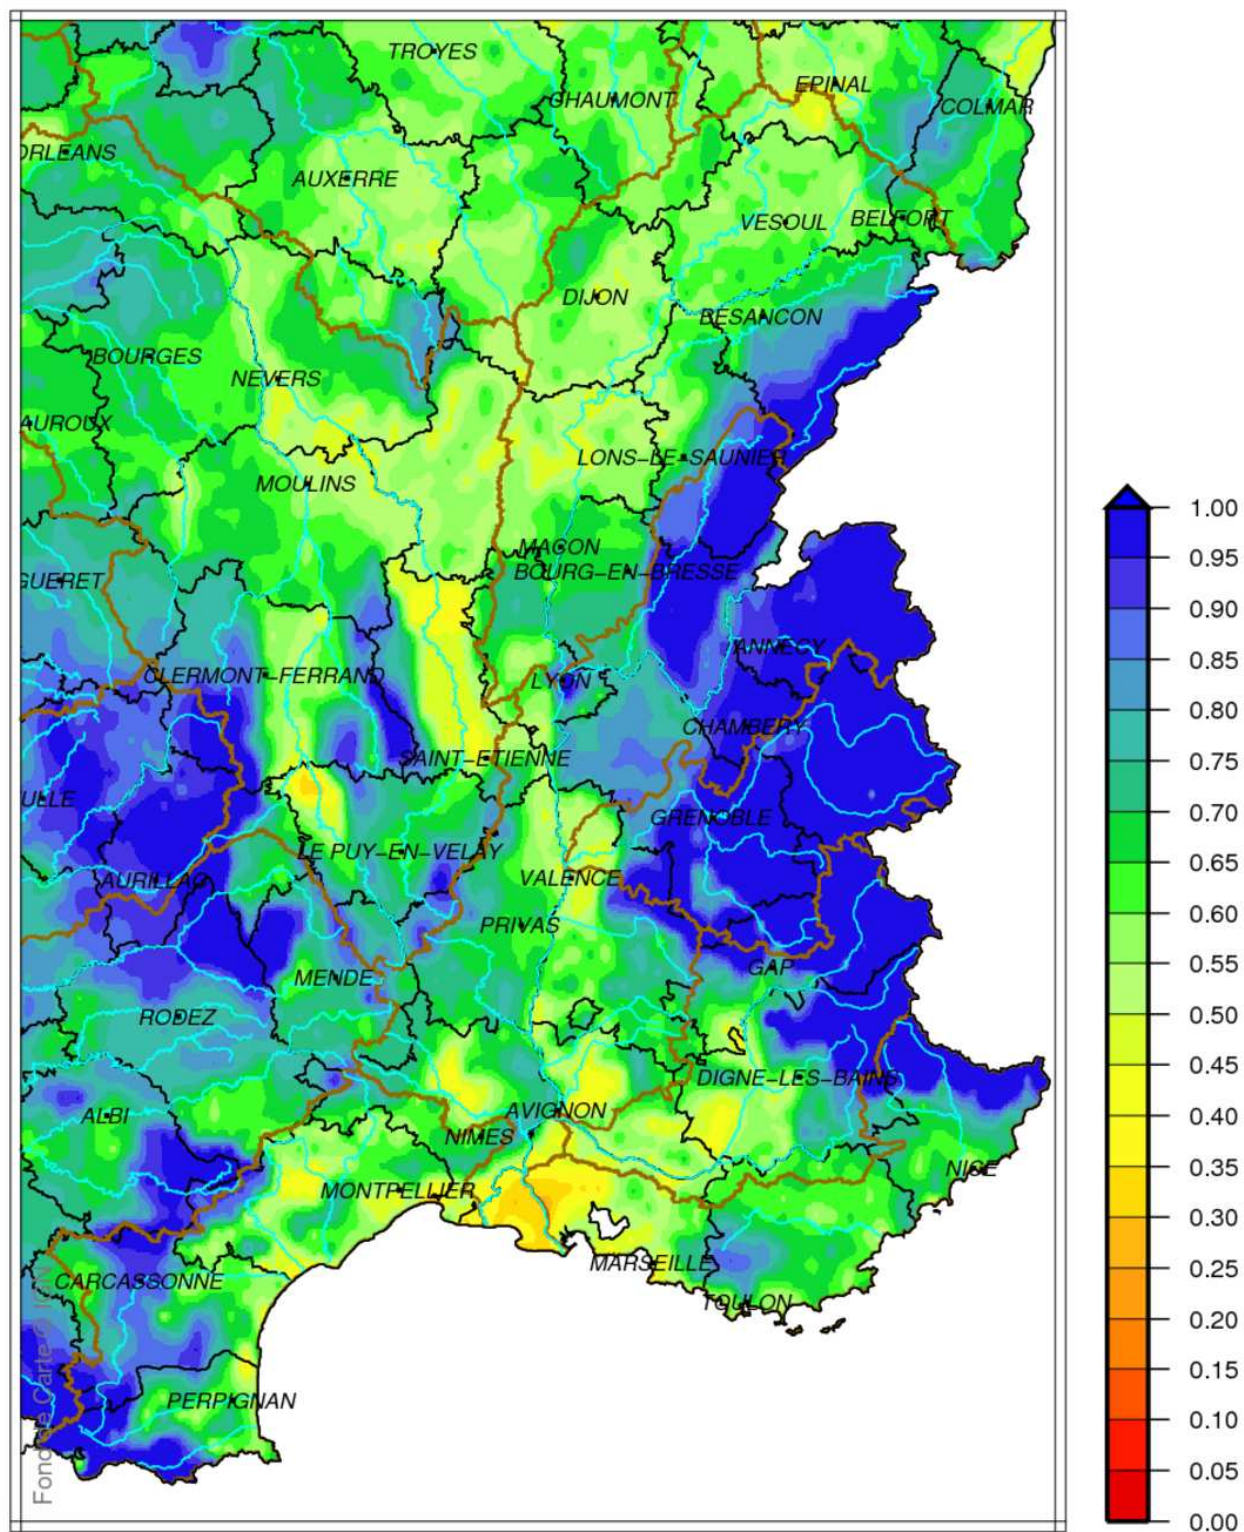 TROYES
EPINAL
CHAUMONT
COLMAR
ORLEANS
AUXERRE
VESOUL
BELFORT
DIJON
BESANCON
BOURGES
NEVERS
AUROUX
LONS-LE-SAUNIER
MOULINS
1.00
MACON
0.95
BOURG-EN-BRESSE
GUERET
0.90
ANNECY
0.85
CLERMONT-FERRAND
LYON
0.80
CHAMBERY
SAINT-ETIENNE
0.75
ULLE
0.70
GRENOBLE
LE PUY-EN-VELAY
0.65
AURILLAC
VALENCE
0.60
PRIVAS
0.55
GAP
MENDE
0.50
RODEZ
0.45
DIGNE-LES-BAINS
ALBI
AVIGNON
0.40
NIMES
0.35
NICE
MONTPELLIER
0.30
MARSEILLE
0.25
CARCASSONNE
TOULON
0.20
0.15
PERPIGNAN
0.10
0.05
0.00
Fond de Carte © IGN